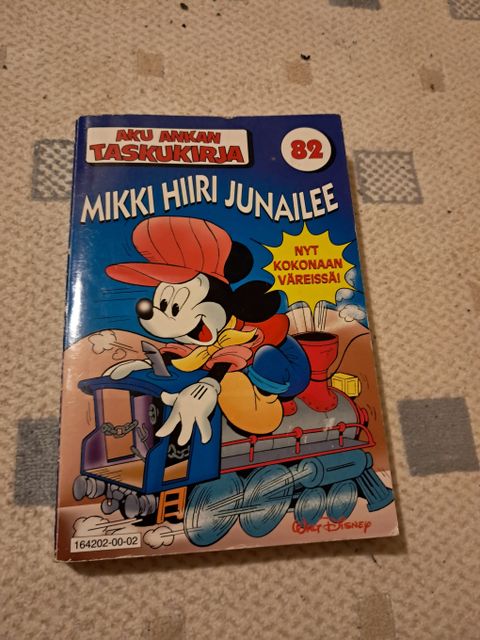 AKU ANKAN
TASKUKIRJA
82
MIKKI HIIRI JUNAILEE
NYT
KOKONAAN
VÄREISSÄ!
164202-00-02
WALT DISNEY